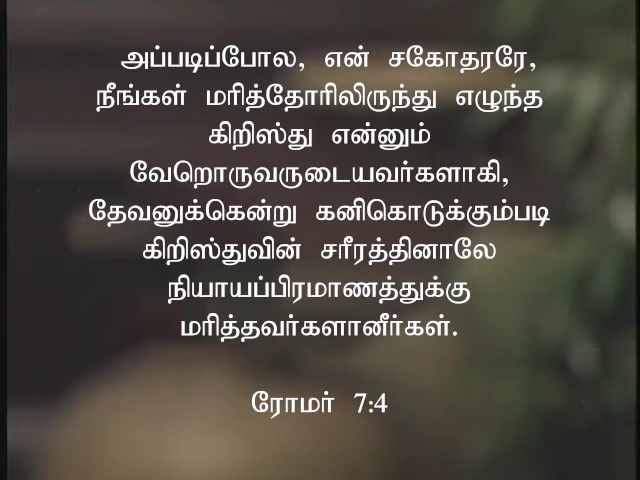 அப்படிப்போல, என் சகோதரரே,
நீங்கள் மரித்தோரிலிருந்து எழுந்த
கிறிஸ்து என்னும்
வேறொருவருடையவர்களாகி,
தேவனுக்கென்று கனிகொடுக்கும்படி
கிறிஸ்துவின் சரீரத்தினாலே
நியாயப்பிரமாணத்துக்கு
மரித்தவர்களானீர்கள்.
ரோமர் 7:4